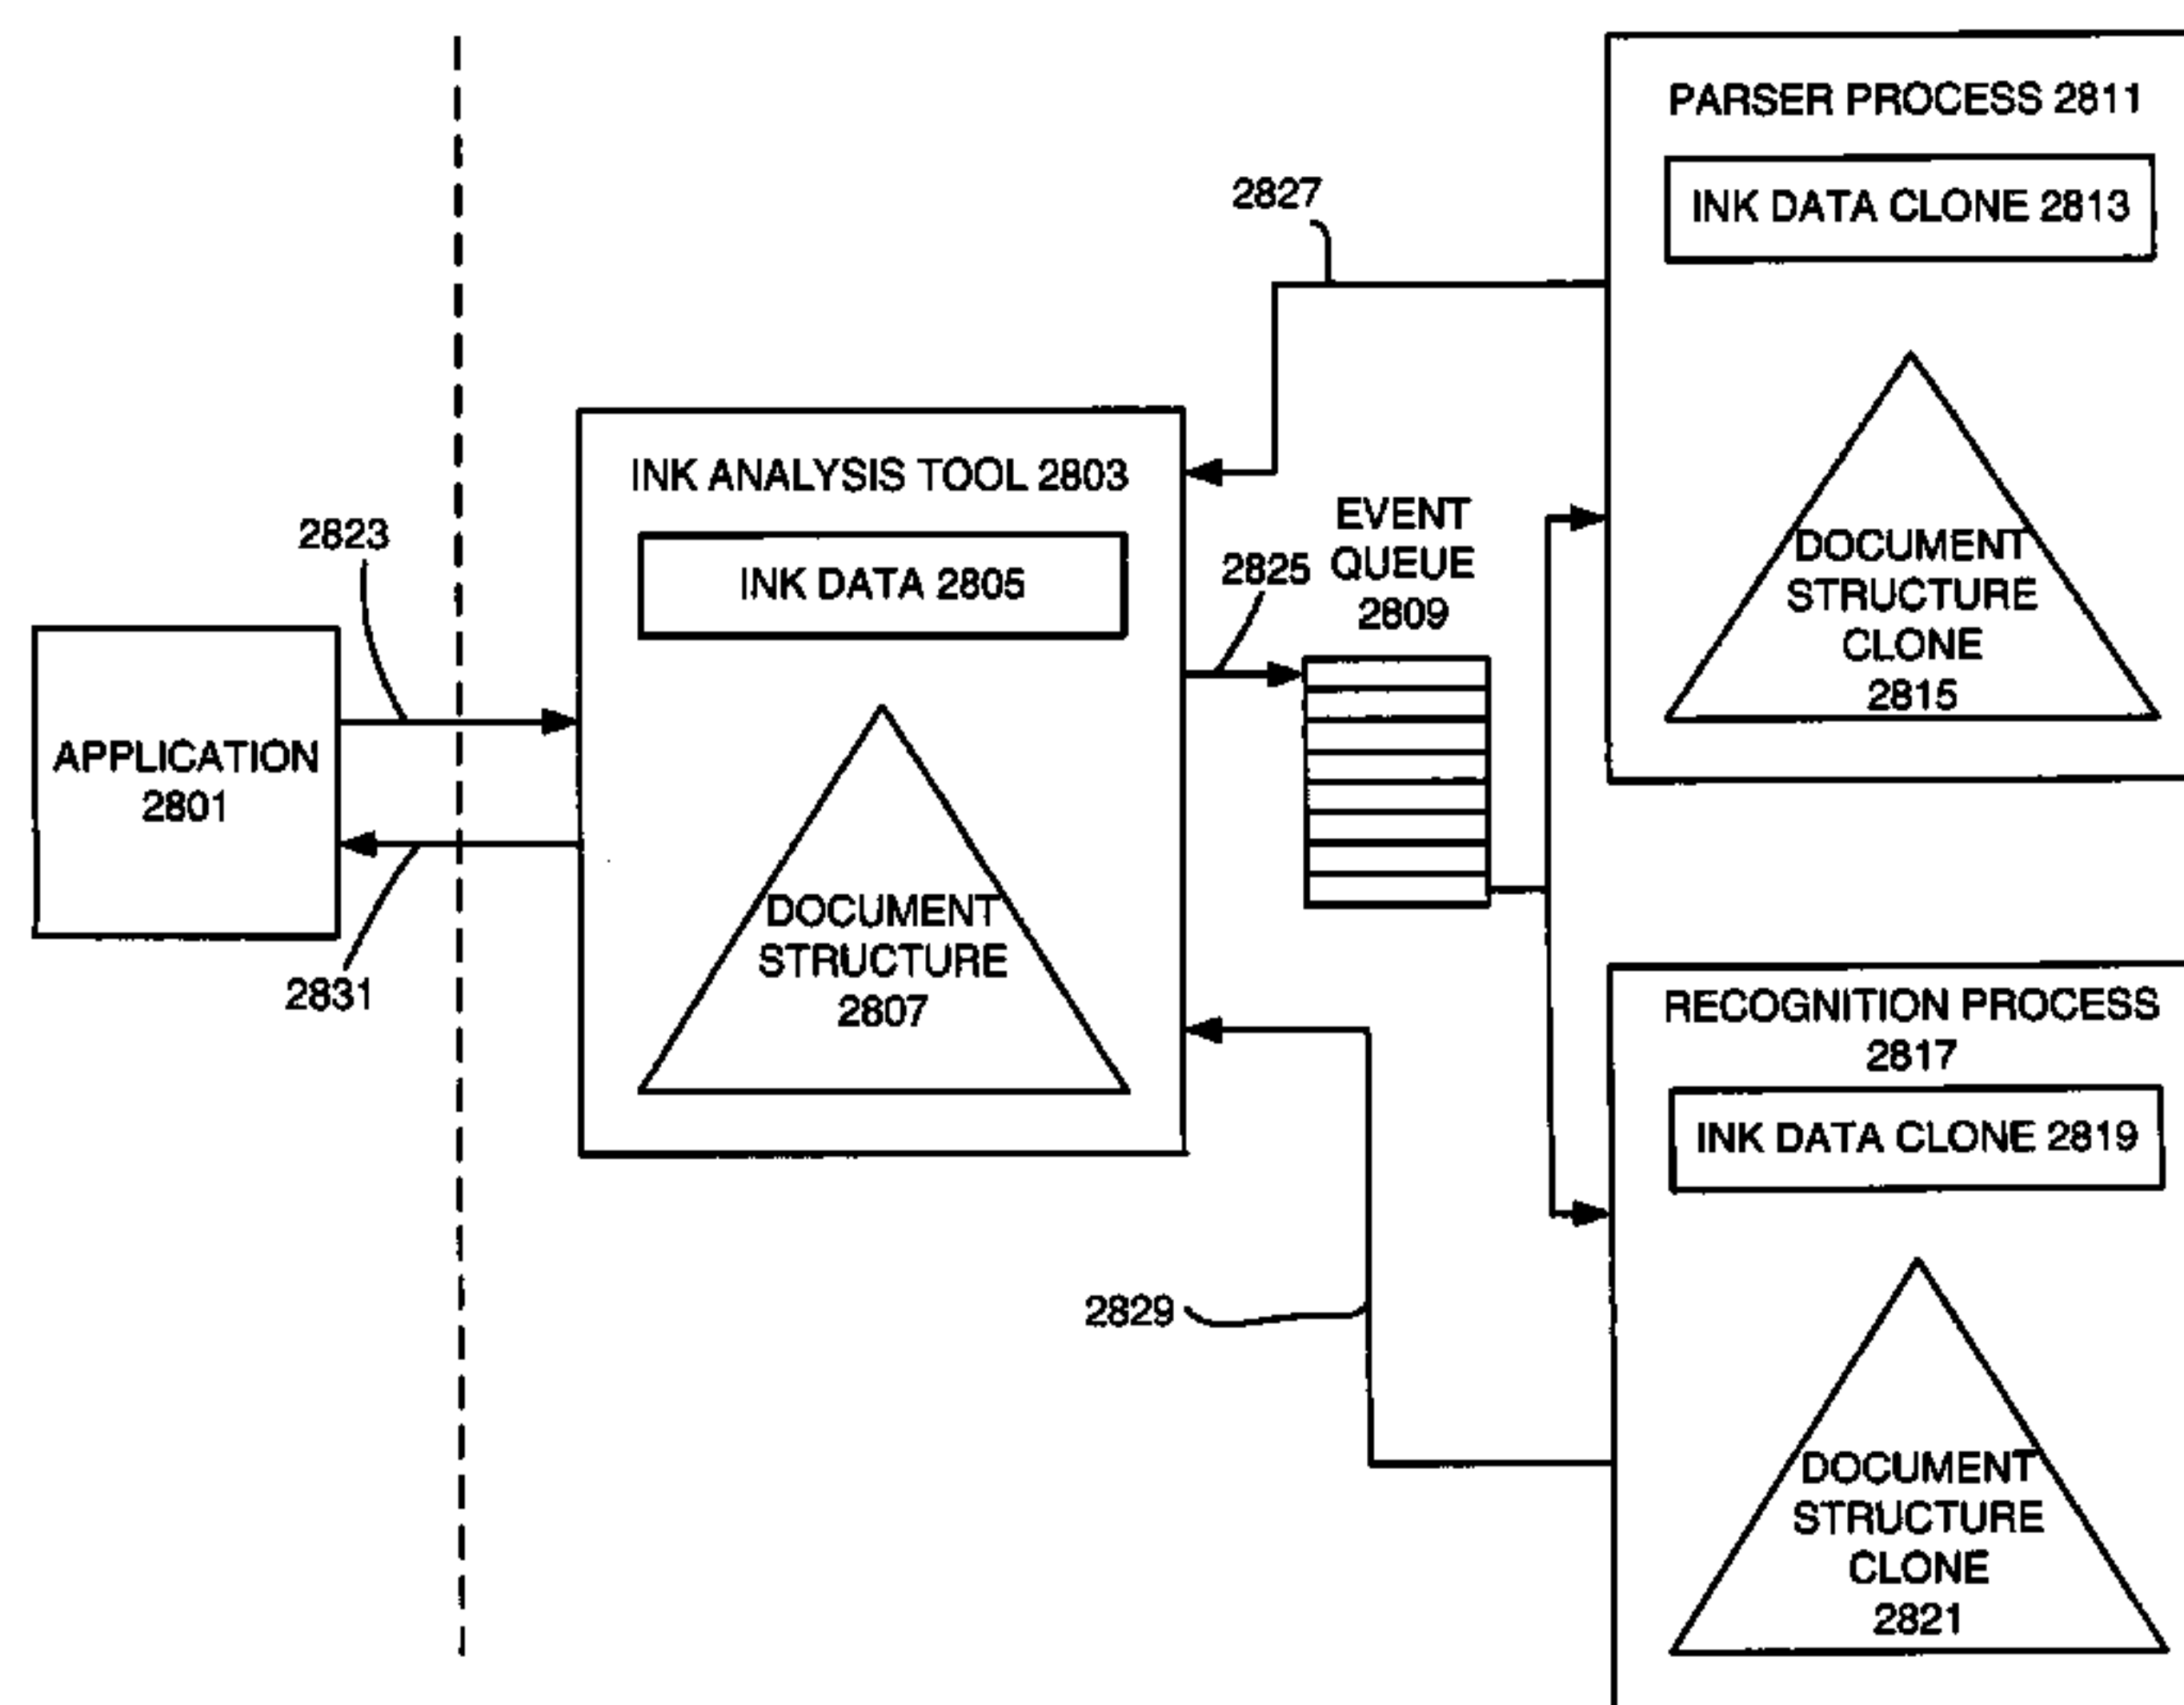 PARSER PROCESS 2811
INK DATA CLONE 2813
DOCUMENT
STRUCTURE
CLONE
2815
2827
INK ANALYSIS TOOL 2803
INK DATA 2805
DOCUMENT
STRUCTURE
2807
EVENT
QUEUE
2809
2825
2823
APPLICATION
2801
2831
RECOGNITION PROCESS
2817
INK DATA CLONE 2819
DOCUMENT
STRUCTURE
CLONE
2821
2829